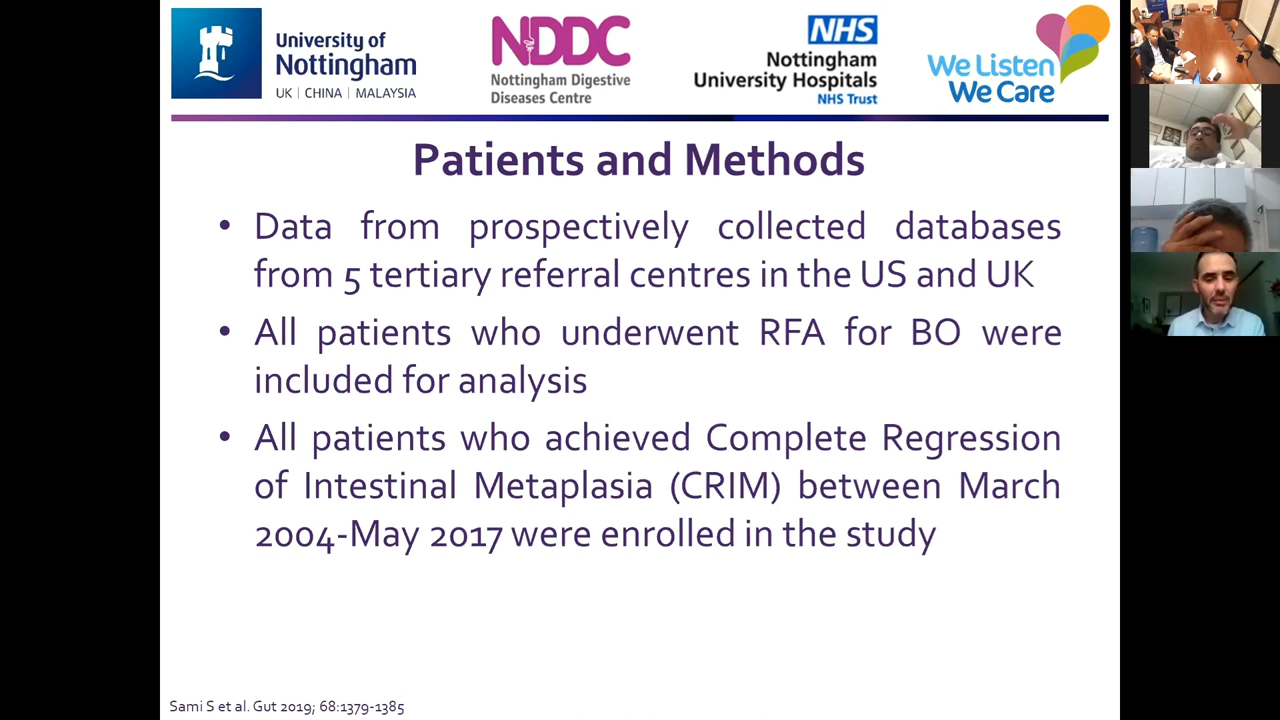 University of
Nottingham
UK | CHINA | MALAYSIA
NDDC
Nottingham Digestive
Diseases Centre
NHS
Nottingham
University Hospitals
NHS Trust
We Listen
We Care
Patients and Methods
• Data from prospectively collected databases
from 5 tertiary referral centres in the US and UK
• All patients who underwent RFA for BO were
included for analysis
• All patients who achieved Complete Regression
of Intestinal Metaplasia (CRIM) between March
2004-May 2017 were enrolled in the study
Sami S et al. Gut 2019; 68:1379-1385